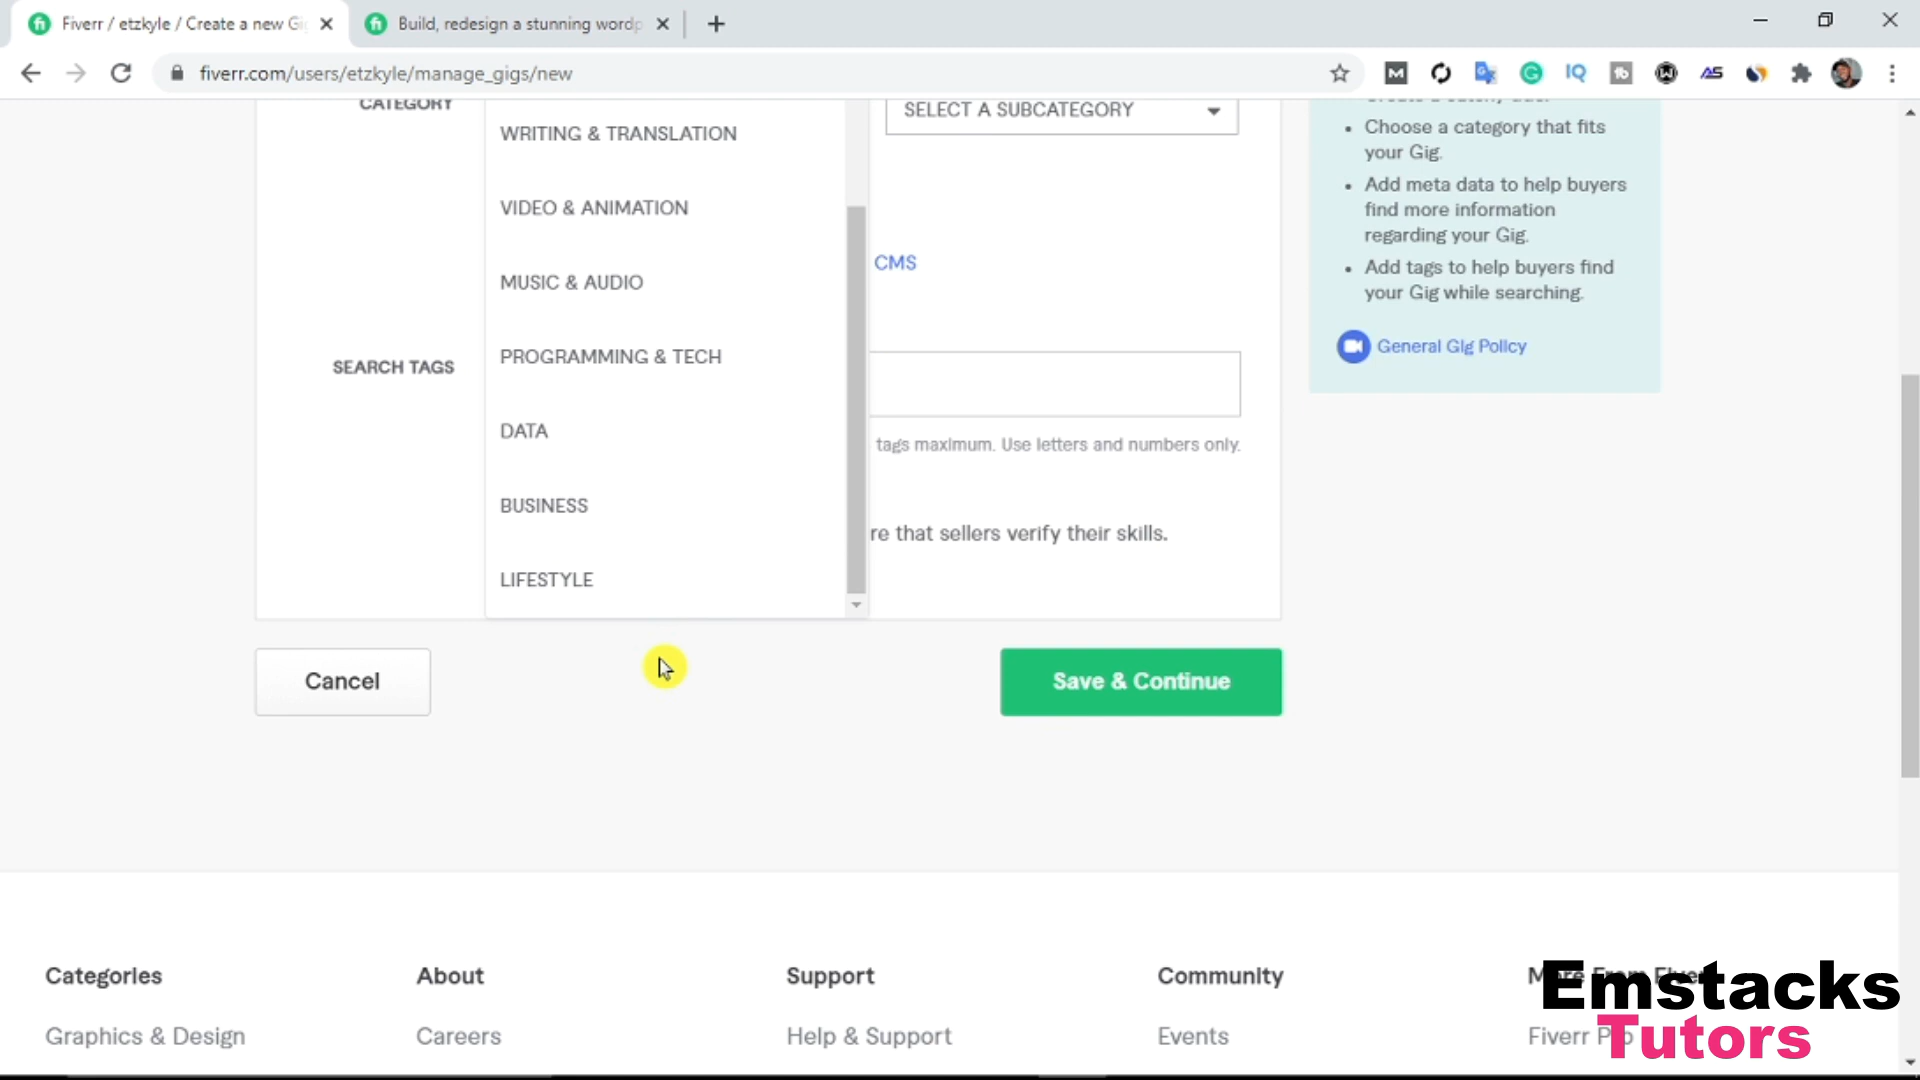 Fiverr / etzkyle / Create a new Gi
Build, redesign a stunning wordp
fiverr.com/users/etzkyle/manage_gigs/new
CATEGORY
WRITING & TRANSLATION
VIDEO & ANIMATION
MUSIC & AUDIO
PROGRAMMING & TECH
DATA
BUSINESS
LIFESTYLE
SELECT A SUBCATEGORY
CMS
SEARCH TAGS
tags maximum. Use letters and numbers only.
re that sellers verify their skills.
Choose a category that fits
your Gig.
Add meta data to help buyers
find more information
regarding your Gig.
Add tags to help buyers find
your Gig while searching.
General Gig Policy
Cancel
Save & Continue
Categories
About
Support
Community
Graphics & Design
Careers
Help & Support
Events
Fiverr
Emstacks
Tutors